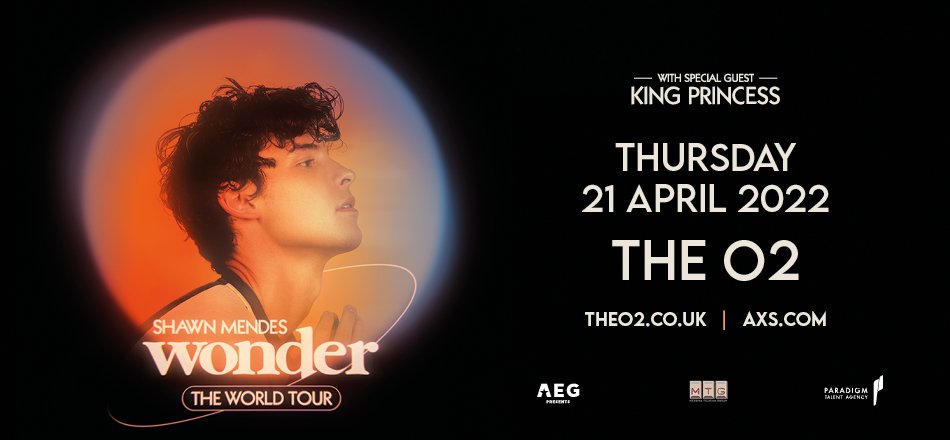 SHAWN MENDES
wonder
THE WORLD TOUR
WITH SPECIAL GUEST
KING PRINCESS
THURSDAY
21 APRIL 2022
THE O2
THEO2.CO.UK | AXS.COM
AEG
PRESENTS
MTG
PARADIGM
TALENT AGENCY